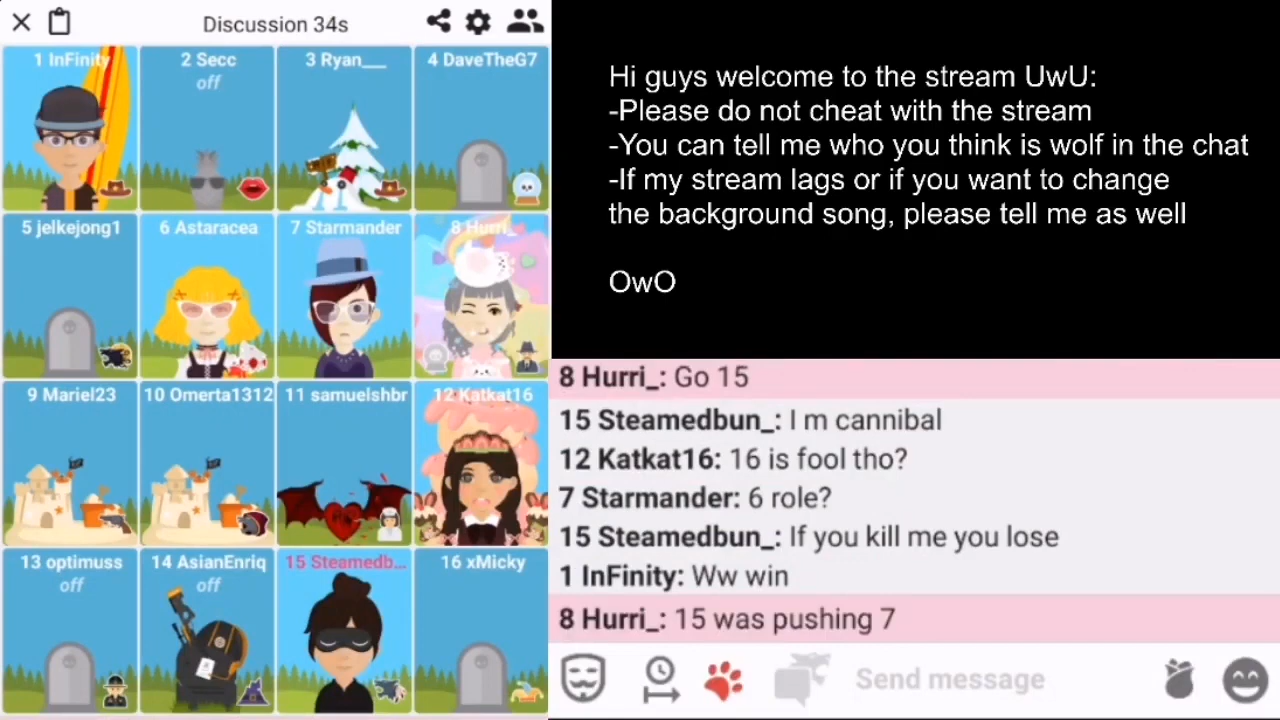 Discussion 34s
1 InFinity
2 Secc
off
3 Ryan___
4 DaveTheG7
5 jelkejong1
6 Astaracea
7 Starmander
8 Hurri_
9 Mariel23
10 Omerta1312
11 samuelshbr
12 Katkat16
13 optimuss
off
14 AsianEnriq
off
15 Steamedb...
16 xMicky
Hi guys welcome to the stream UwU:
-Please do not cheat with the stream
-You can tell me who you think is wolf in the chat
-If my stream lags or if you want to change
the background song, please tell me as well
OwO
8 Hurri_: Go 15
15 Steamedbun_: I m cannibal
12 Katkat16: 16 is fool tho?
7 Starmander: 6 role?
15 Steamedbun_: If you kill me you lose
1 InFinity: Ww win
8 Hurri_: 15 was pushing 7
Send message